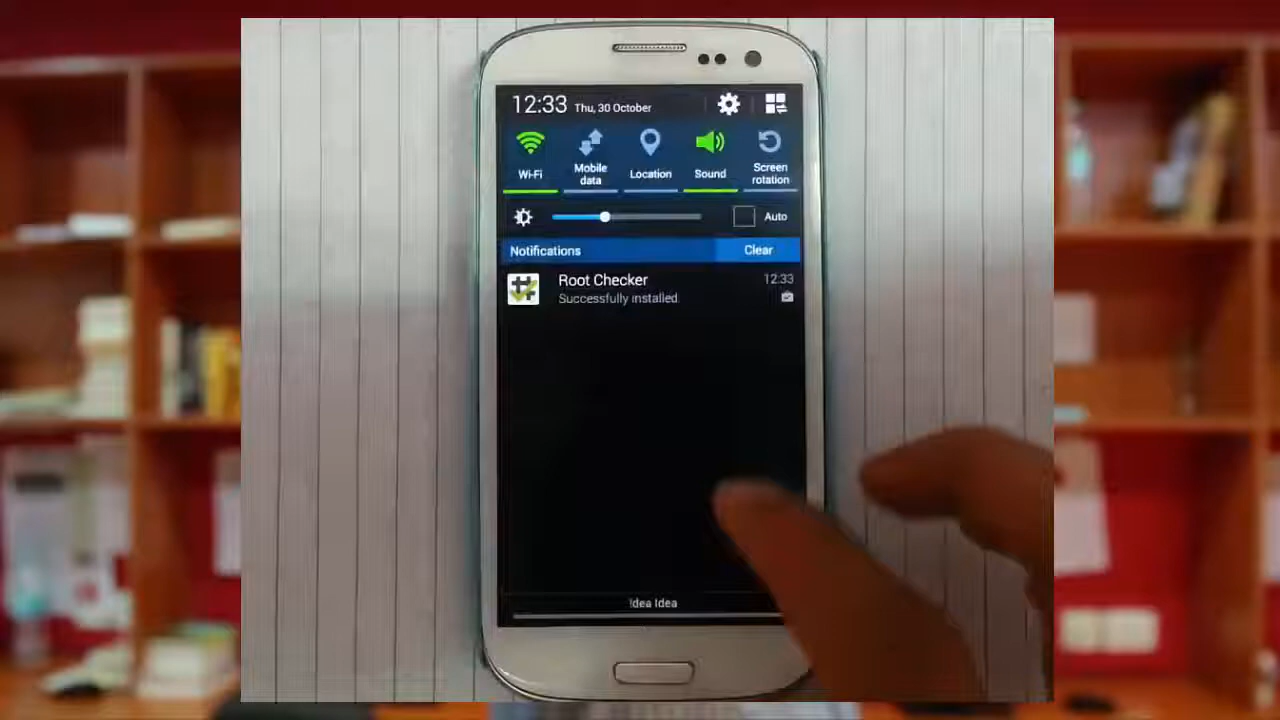 12:33 Thu, 30 October
Wi-Fi
Mobile
data
Location
Sound
Screen
rotation
Auto
Notifications
Clear
Root Checker
12:33
Successfully installed.
Idea Idea